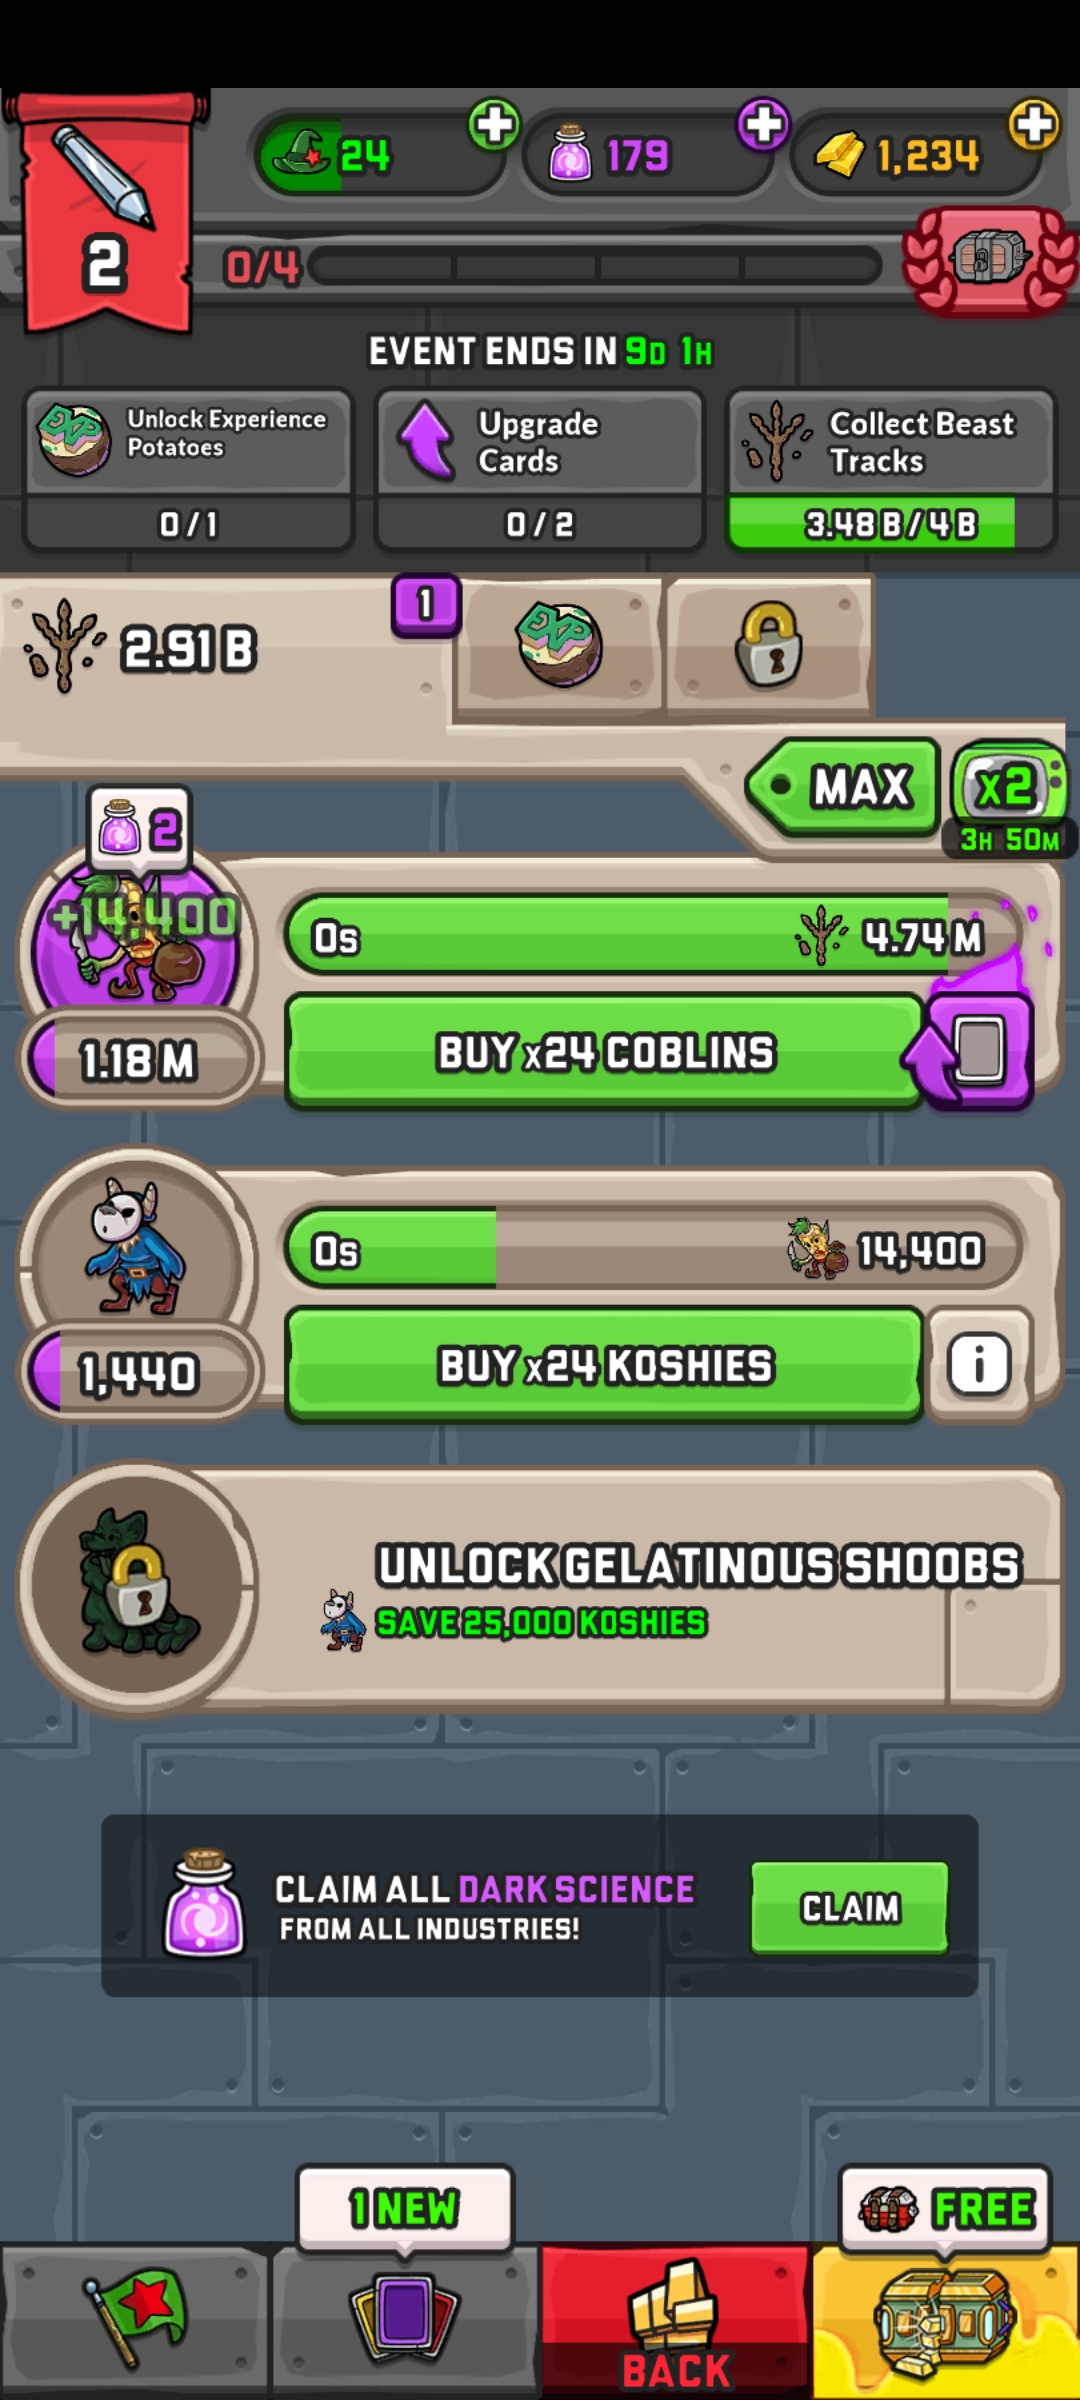 24
179
1,234
2
0/4
EVENT ENDS IN 9D 1H
Unlock Experience
Potatoes
0/1
Upgrade
Cards
0/2
Collect Beast
Tracks
3.48 B/4 B
2.91 B
1
EXP
MAX
x2
3H 50M
2
+14,400
0s
4.74 M
1.18 M
BUY x24 COBLINS
0s
14,400
1,440
BUY x24 KOSHIES
i
UNLOCK GELATINOUS SHOOBS
SAVE 25,000 KOSHIES
CLAIM ALL DARK SCIENCE
FROM ALL INDUSTRIES!
CLAIM
1 NEW
FREE
BACK